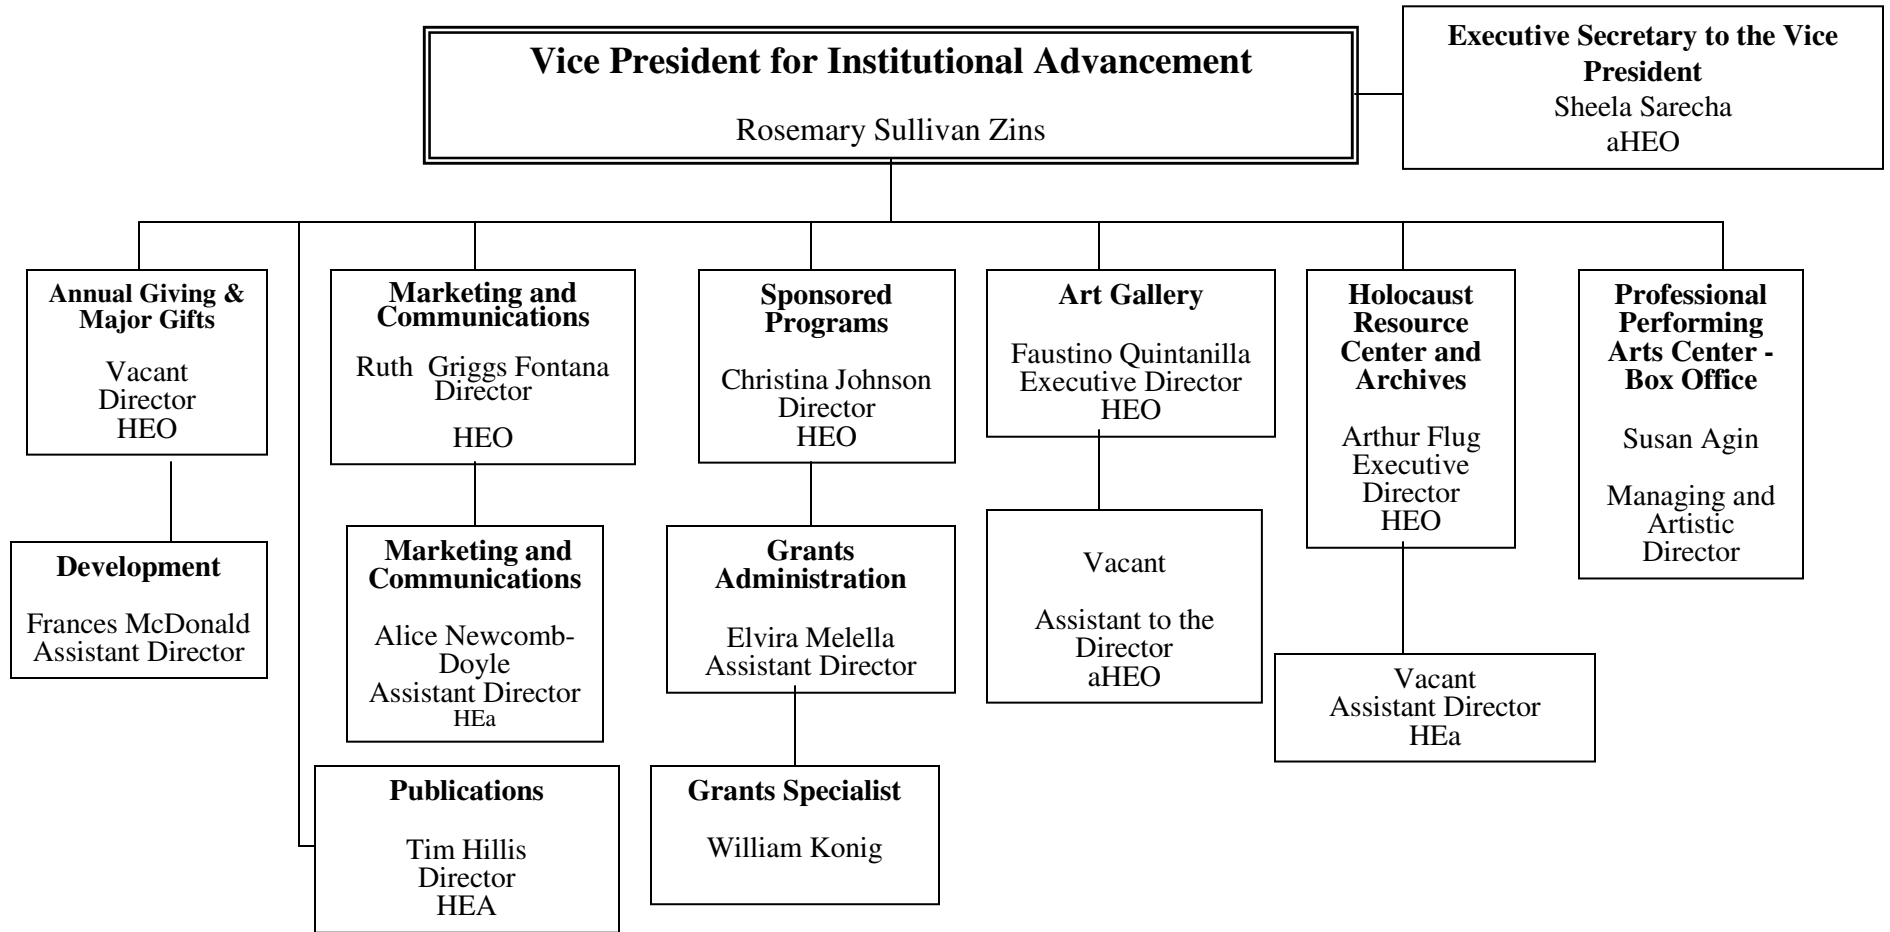 Vice President for Institutional Advancement
Rosemary Sullivan Zins
Executive Secretary to the Vice
President
Sheela Sarecha
aHEO
Annual Giving &
Major Gifts
Vacant
Director
HEO
Marketing and
Communications
Ruth  Griggs Fontana
Director
HEO
Sponsored
Programs
Christina Johnson
Director
HEO
Art Gallery
Faustino Quintanilla
Executive Director
HEO
Holocaust
Resource
Center and
Archives
Arthur Flug
Executive
Director
HEO
Professional
Performing
Arts Center -
Box Office
Susan Agin
Managing and
Artistic
Director
Development
Frances McDonald
Assistant Director
Marketing and
Communications
Alice Newcomb-
Doyle
Assistant Director
HEa
Grants
Administration
Elvira Melella
Assistant Director
Vacant
Assistant to the
Director
aHEO
Vacant
Assistant Director
HEa
Publications
Tim Hillis
Director
HEA
Grants Specialist
William Konig